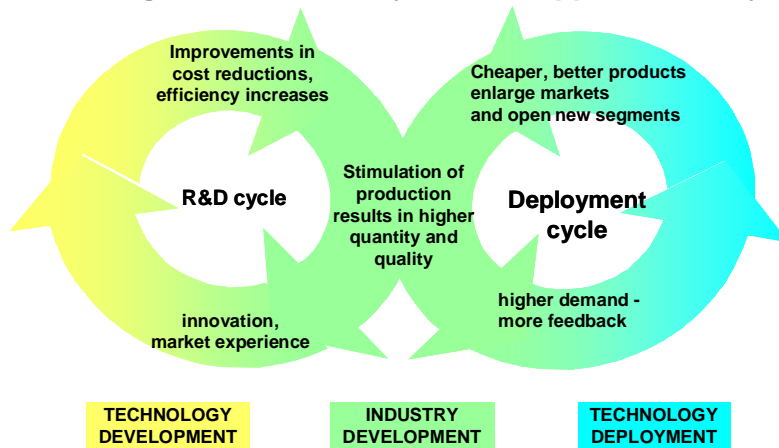 Improvements in
cost reductions,
efficiency increases
Cheaper, better products
enlarge markets
and open new segments
R&D cycle
Stimulation of
production
results in higher
quantity and
quality
Deployment
cycle
innovation,
market experience
higher demand -
more feedback
TECHNOLOGY
DEVELOPMENT
INDUSTRY
DEVELOPMENT
TECHNOLOGY
DEPLOYMENT